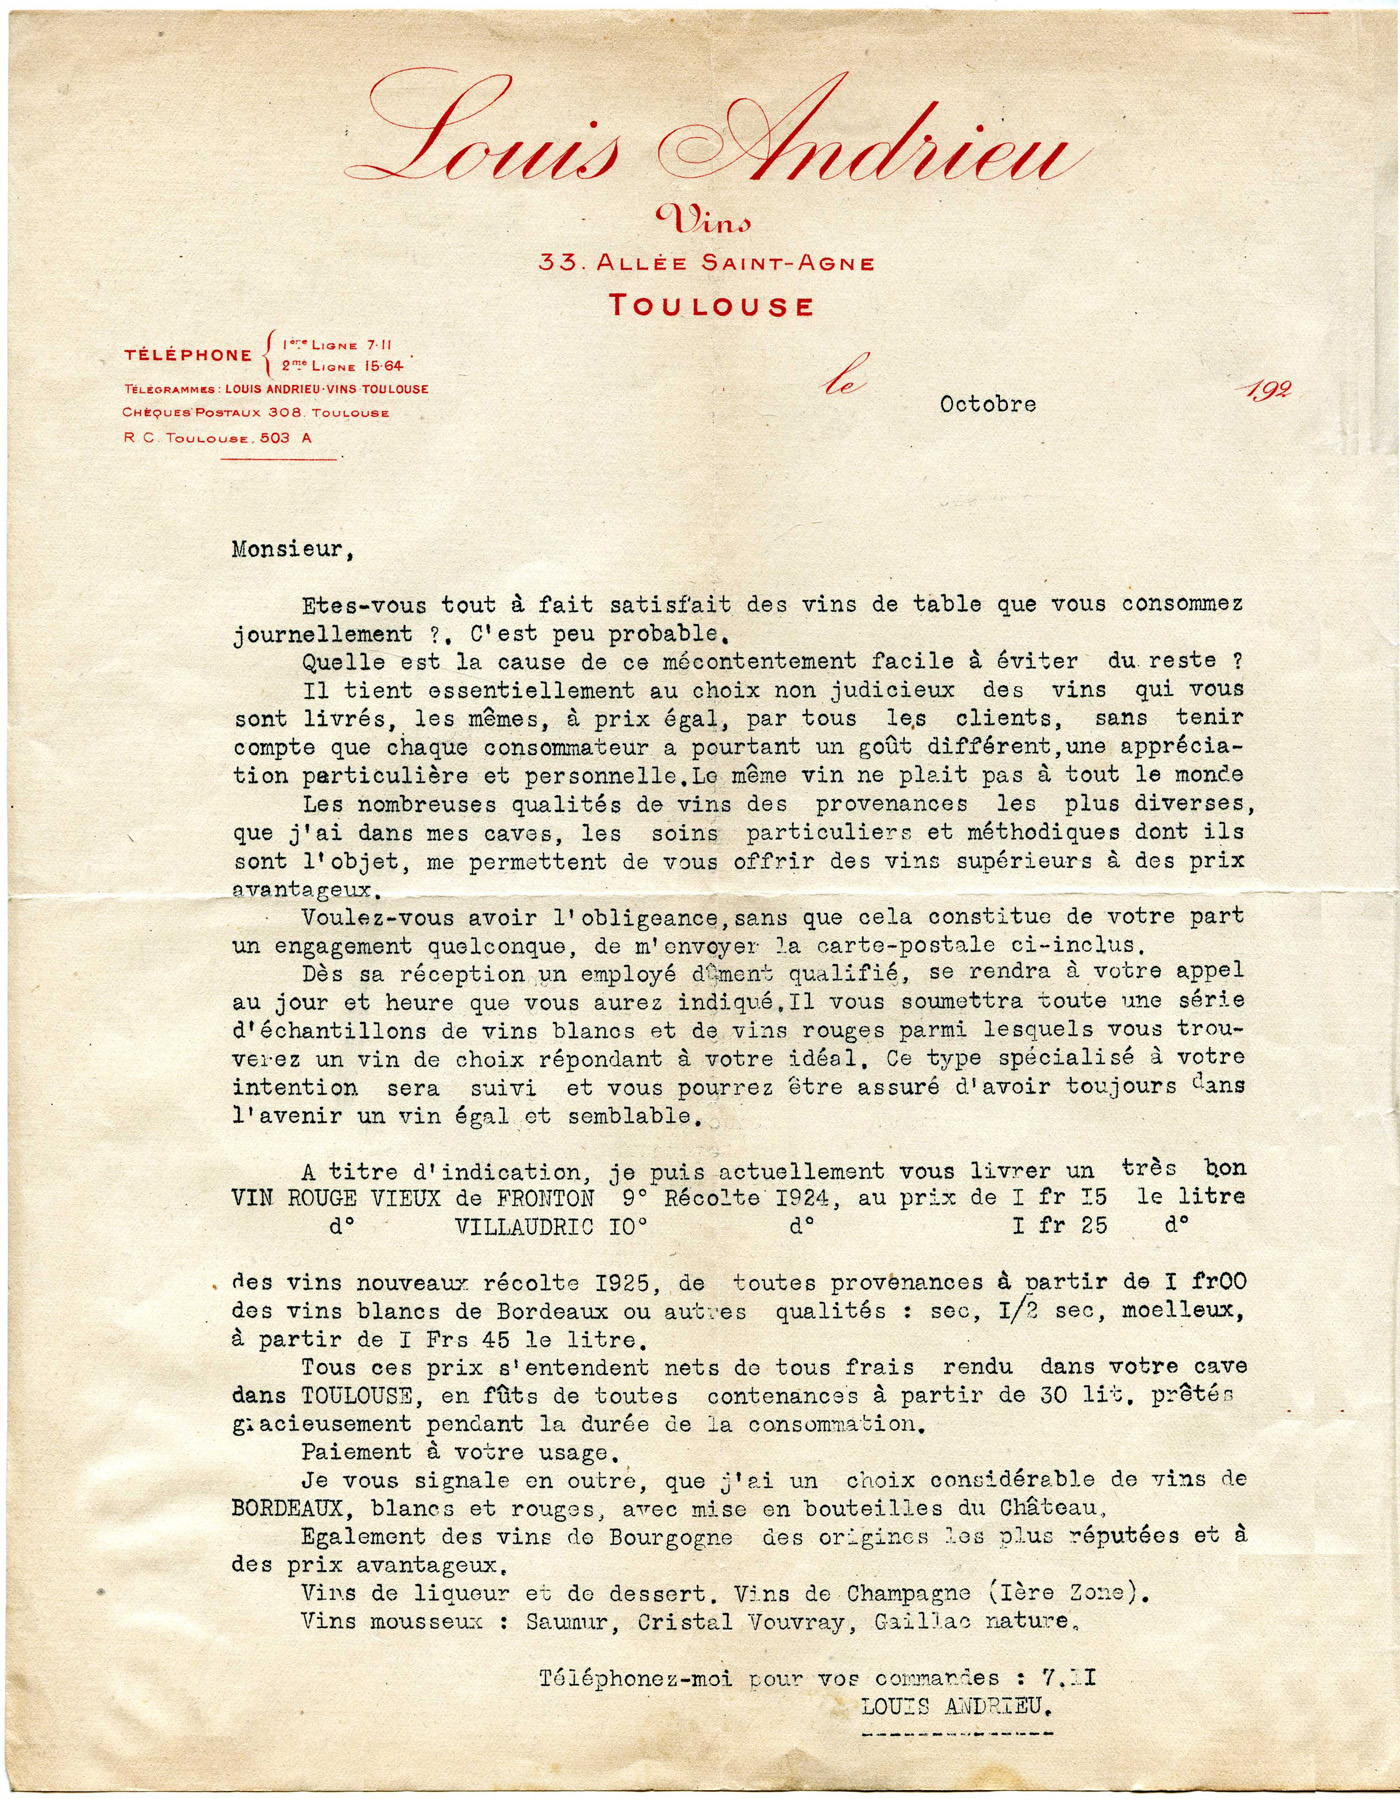 Louis Andrieu
Vins
33. ALLÉE SAINT-AGNE
TOULOUSE
TÉLÉPHONE { 1ère LIGNE 7·11
2me LIGNE 15·64
TÉLÉGRAMMES : LOUIS ANDRIEU·VINS·TOULOUSE
CHÈQUES POSTAUX 308. TOULOUSE
R. C. TOULOUSE. 503 A
le Octobre 192
Monsieur,
Etes-vous tout à fait satisfait des vins de table que vous consommez
journellement ?. C'est peu probable.
Quelle est la cause de ce mécontentement facile à éviter du reste ?
Il tient essentiellement au choix non judicieux des vins qui vous
sont livrés, les mêmes, à prix égal, par tous les clients, sans tenir
compte que chaque consommateur a pourtant un goût différent,une apprécia-
tion particulière et personnelle.Le même vin ne plait pas à tout le monde
Les nombreuses qualités de vins des provenances les plus diverses,
que j'ai dans mes caves, les soins particuliers et méthodiques dont ils
sont l'objet, me permettent de vous offrir des vins supérieurs à des prix
avantageux.
Voulez-vous avoir l'obligeance,sans que cela constitue de votre part
un engagement quelconque, de m'envoyer la carte-postale ci-inclus.
Dès sa réception un employé dûment qualifié, se rendra à votre appel
au jour et heure que vous aurez indiqué.Il vous soumettra toute une série
d'échantillons de vins blancs et de vins rouges parmi lesquels vous trou-
verez un vin de choix répondant à votre idéal. Ce type spécialisé à votre
intention sera suivi et vous pourrez être assuré d'avoir toujours dans
l'avenir un vin égal et semblable.
A titre d'indication, je puis actuellement vous livrer un très bon
VIN ROUGE VIEUX de FRONTON 9° Récolte I924, au prix de I fr I5 le litre
d° VILLAUDRIC IO° d° I fr 25 d°
des vins nouveaux récolte I925, de toutes provenances à partir de I frOO
des vins blancs de Bordeaux ou autres qualités : sec, I/2 sec, moelleux,
à partir de I Frs 45 le litre.
Tous ces prix s'entendent nets de tous frais rendu dans votre cave
dans TOULOUSE, en fûts de toutes contenances à partir de 30 lit. prêtés
gracieusement pendant la durée de la consommation.
Paiement à votre usage.
Je vous signale en outre, que j'ai un choix considérable de vins de
BORDEAUX, blancs et rouges, avec mise en bouteilles du Château.
Egalement des vins de Bourgogne des origines les plus réputées et à
des prix avantageux.
Vins de liqueur et de dessert. Vins de Champagne (Ière Zone).
Vins mousseux : Saumur, Cristal Vouvray, Gaillac nature.
Téléphonez-moi pour vos commandes : 7.II
LOUIS ANDRIEU.